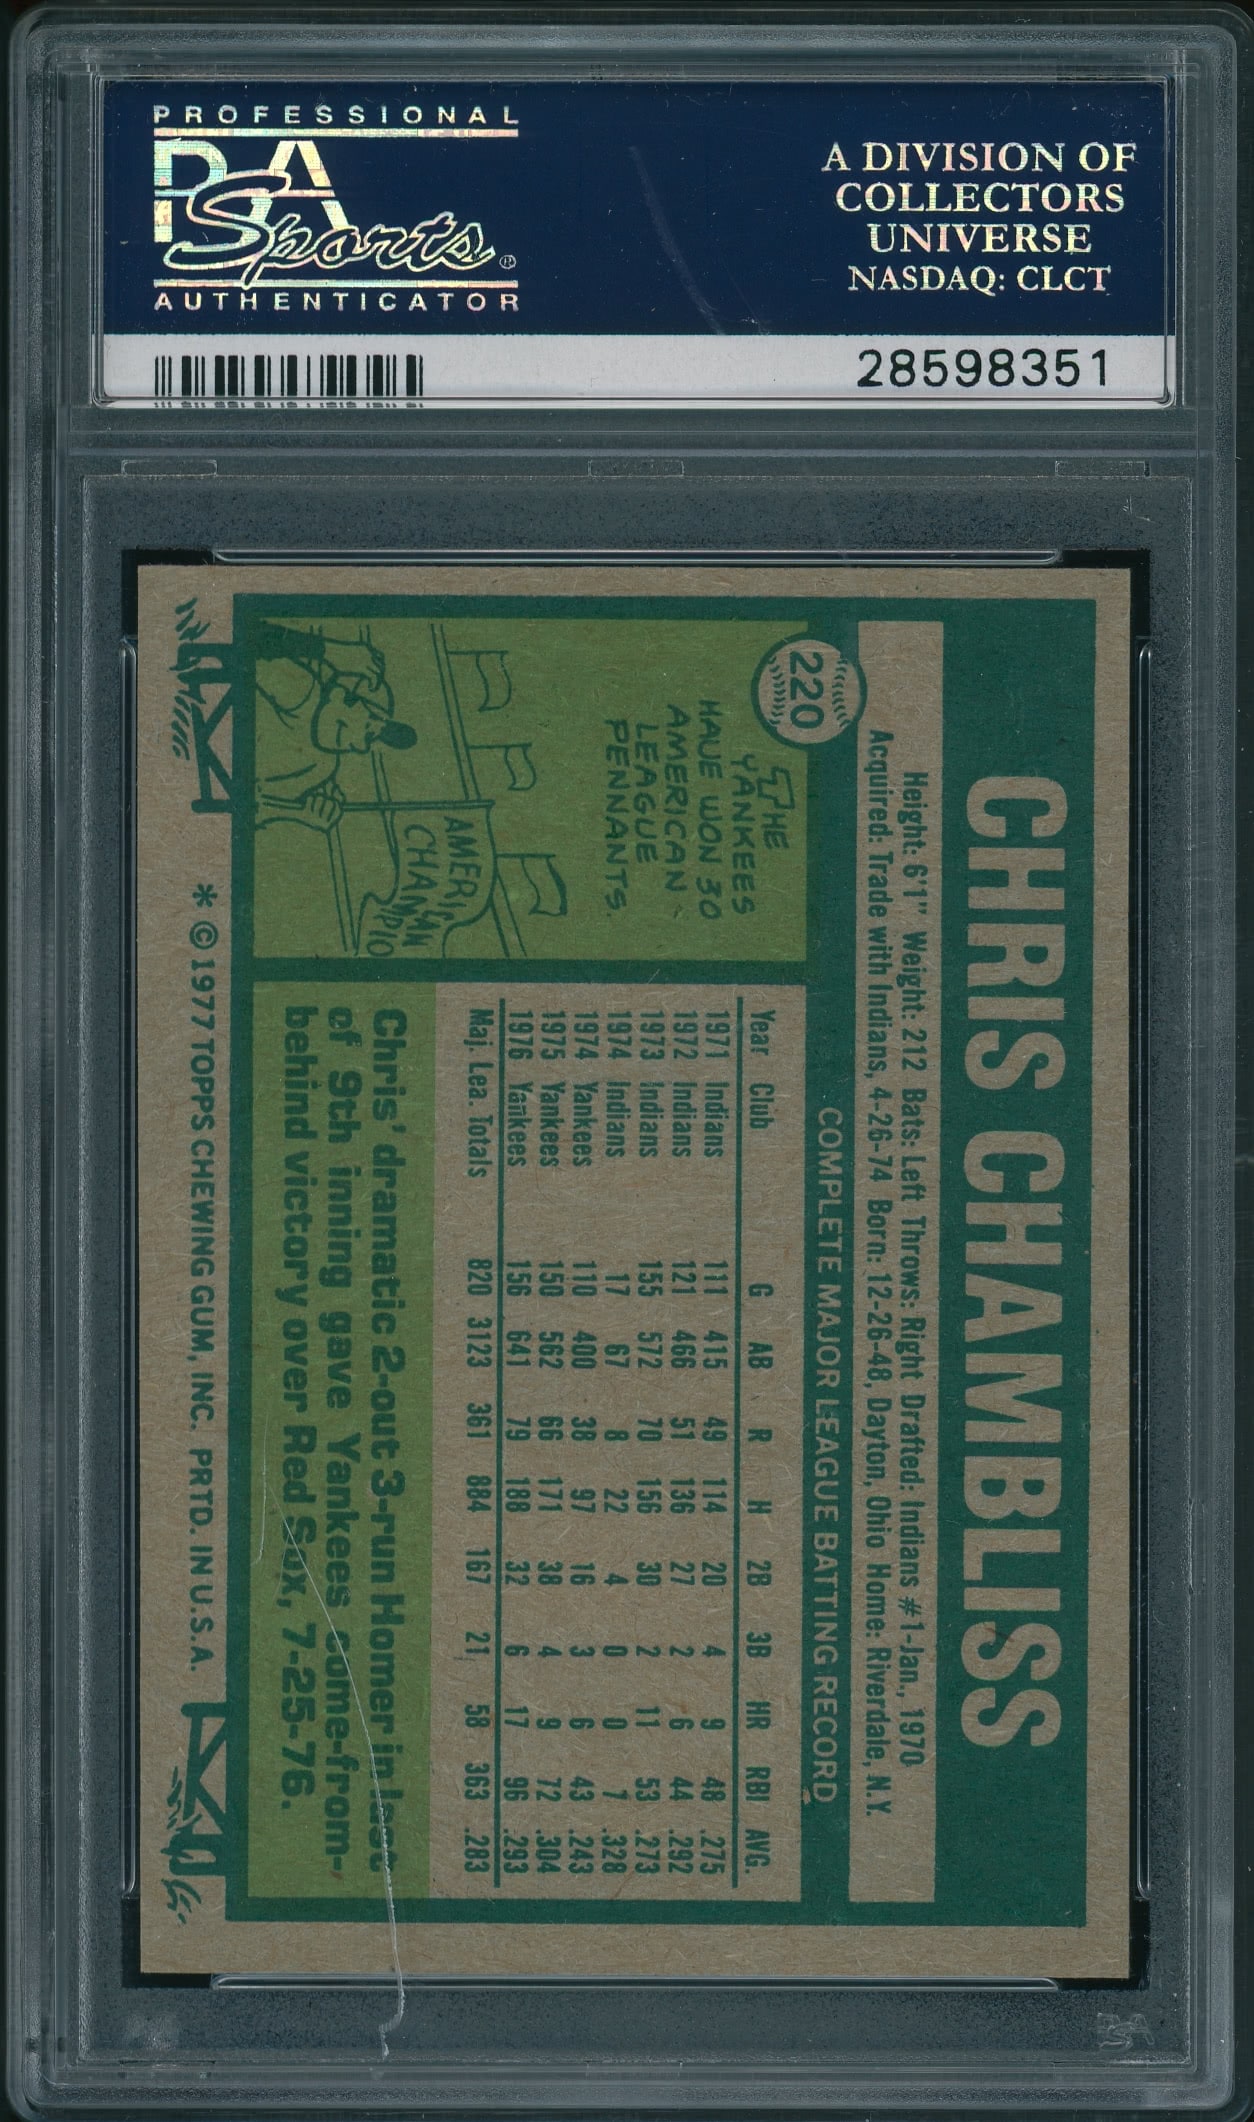 PROFESSIONAL
PSA
Sports®
AUTHENTICATOR
A DIVISION OF
COLLECTORS
UNIVERSE
NASDAQ: CLCT
28598351
CHRIS CHAMBLISS
Height: 6'1" Weight: 212 Bats: Left Throws: Right Drafted: Indians #1-Jan., 1970
Acquired: Trade with Indians, 4-26-74 Born: 12-26-48, Dayton, Ohio Home: Riverdale, N.Y.
220
THE
YANKEES
HAVE WON 30
AMERICAN
LEAGUE
PENNANTS.
AMERICAN
CHAMPIO
COMPLETE MAJOR LEAGUE BATTING RECORD
Year Club G AB R H 2B 3B HR RBI AVG.
1971 Indians 111 415 49 114 20 4 9 48 .275
1972 Indians 121 466 51 136 27 2 6 44 .292
1973 Indians 155 572 70 156 30 2 11 53 .273
1974 Indians 17 67 8 22 4 0 0 7 .328
1974 Yankees 110 400 38 97 16 3 6 43 .243
1975 Yankees 150 562 66 171 38 4 9 72 .304
1976 Yankees 156 641 79 188 32 6 17 96 .293
Maj. Lea. Totals 820 3123 361 884 167 21 58 363 .283
Chris' dramatic 2-out 3-run Homer in last
of 9th inning gave Yankees come-from-
behind victory over Red Sox, 7-25-76.
* © 1977 TOPPS CHEWING GUM, INC. PRTD. IN U.S.A.
PSA